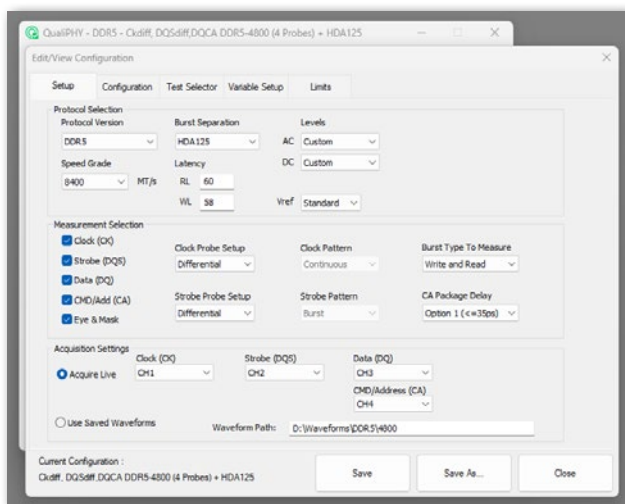 QualiPHY - DDR5 - Ckdiff, DQSdiff,DQCA DDR5-4800 (4 Probes) + HDA125
Edit/View Configuration
Setup Configuration Test Selector Variable Setup Limits
Protocol Selection
Protocol Version Burst Separation Levels
DDR5 HDA125 AC Custom
Speed Grade Latency DC Custom
8400 MT/s RL 60
WL 58 Vref Standard
Measurement Selection
Clock (CK) Clock Probe Setup Clock Pattern Burst Type To Measure
Strobe (DQS) Differential Continuous Write and Read
Data (DQ)
CMD/Add (CA) Strobe Probe Setup Strobe Pattern CA Package Delay
Eye & Mask Differential Burst Option 1 (<=35ps)
Acquisition Settings
Clock (CK) Strobe (DQS) Data (DQ)
Acquire Live CH1 CH2 CH3
CMD/Address (CA)
CH4
Use Saved Waveforms Waveform Path: D:\Waveforms\DDR5\4800
Current Configuration :
Ckdiff, DQSdiff,DQCA DDR5-4800 (4 Probes) + HDA125
Save Save As... Close